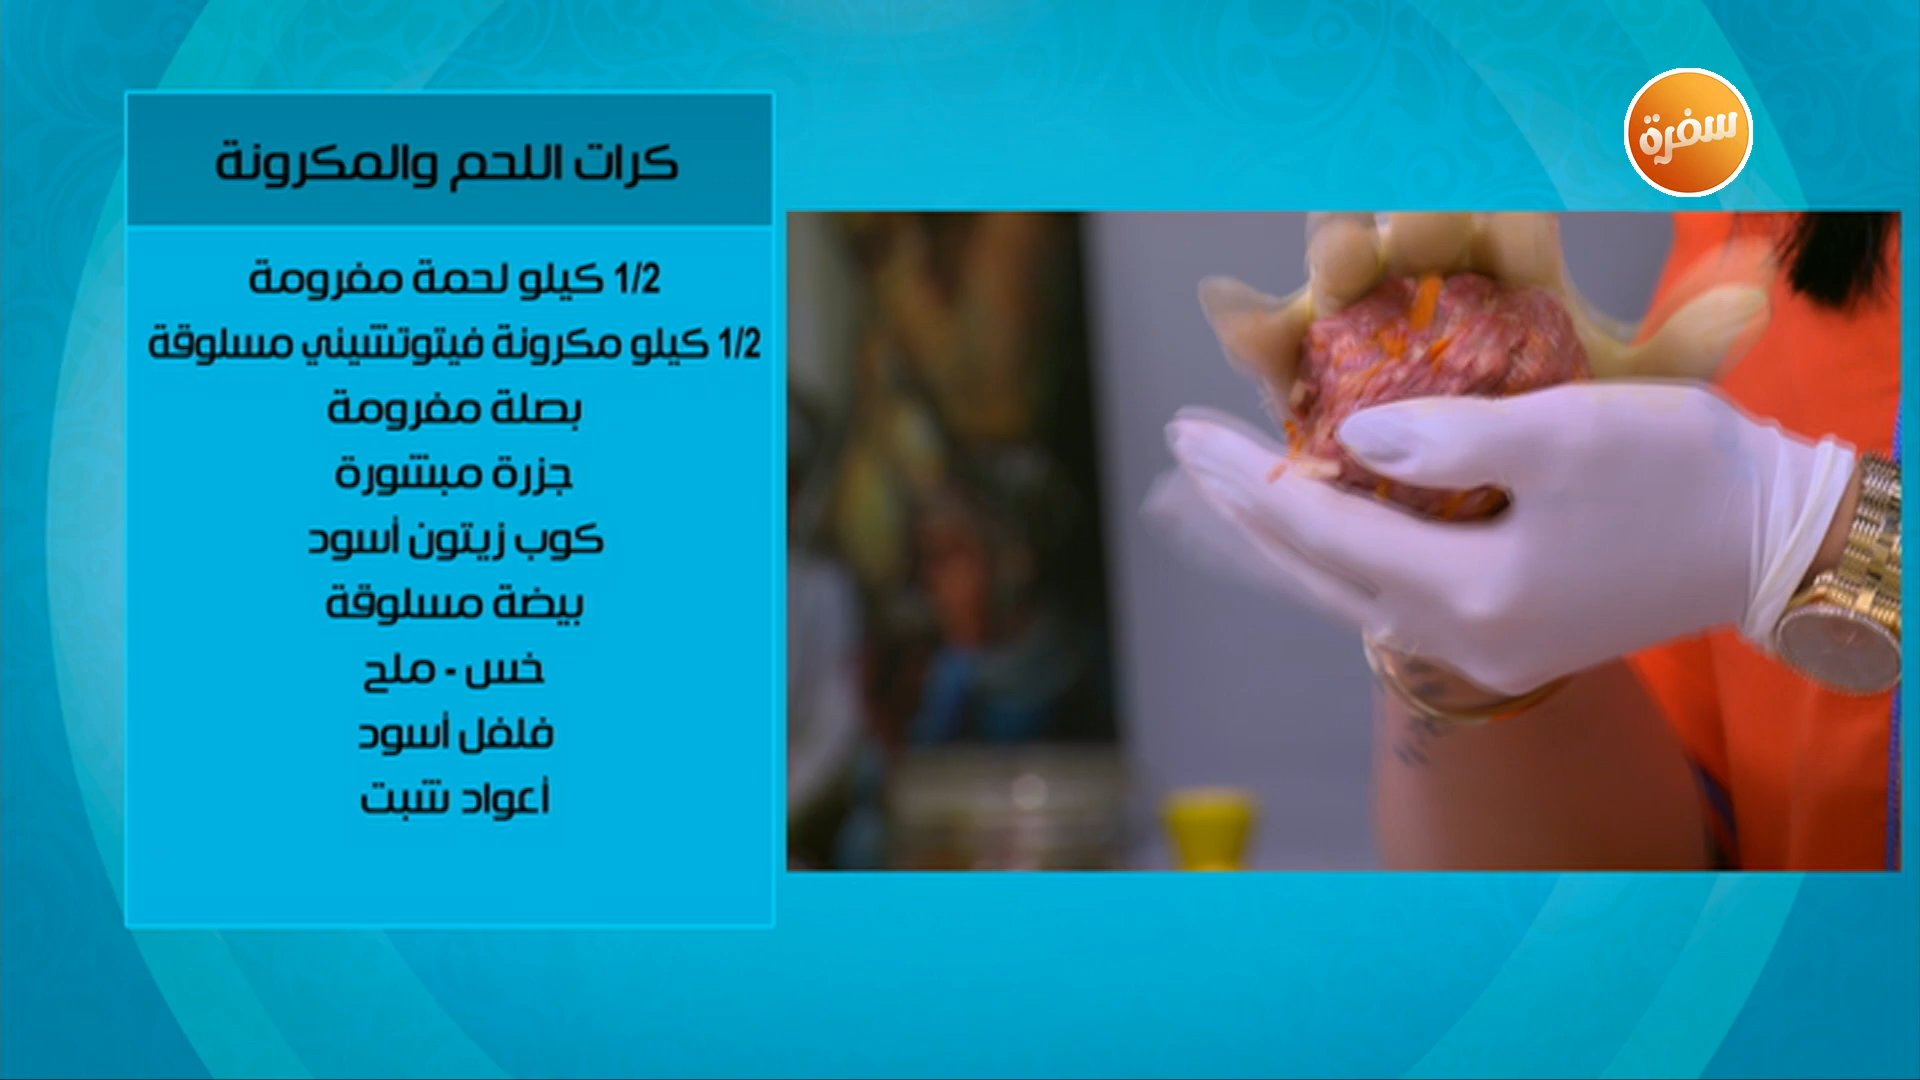 سفرة
كرات اللحم والمكرونة
1/2 كيلو لحمة مفرومة
1/2 كيلو مكرونة فيتوتشيني مسلوقة
بصلة مفرومة
جزرة مبشورة
كوب زيتون أسود
بيضة مسلوقة
خس - ملح
فلفل أسود
أعواد شبت